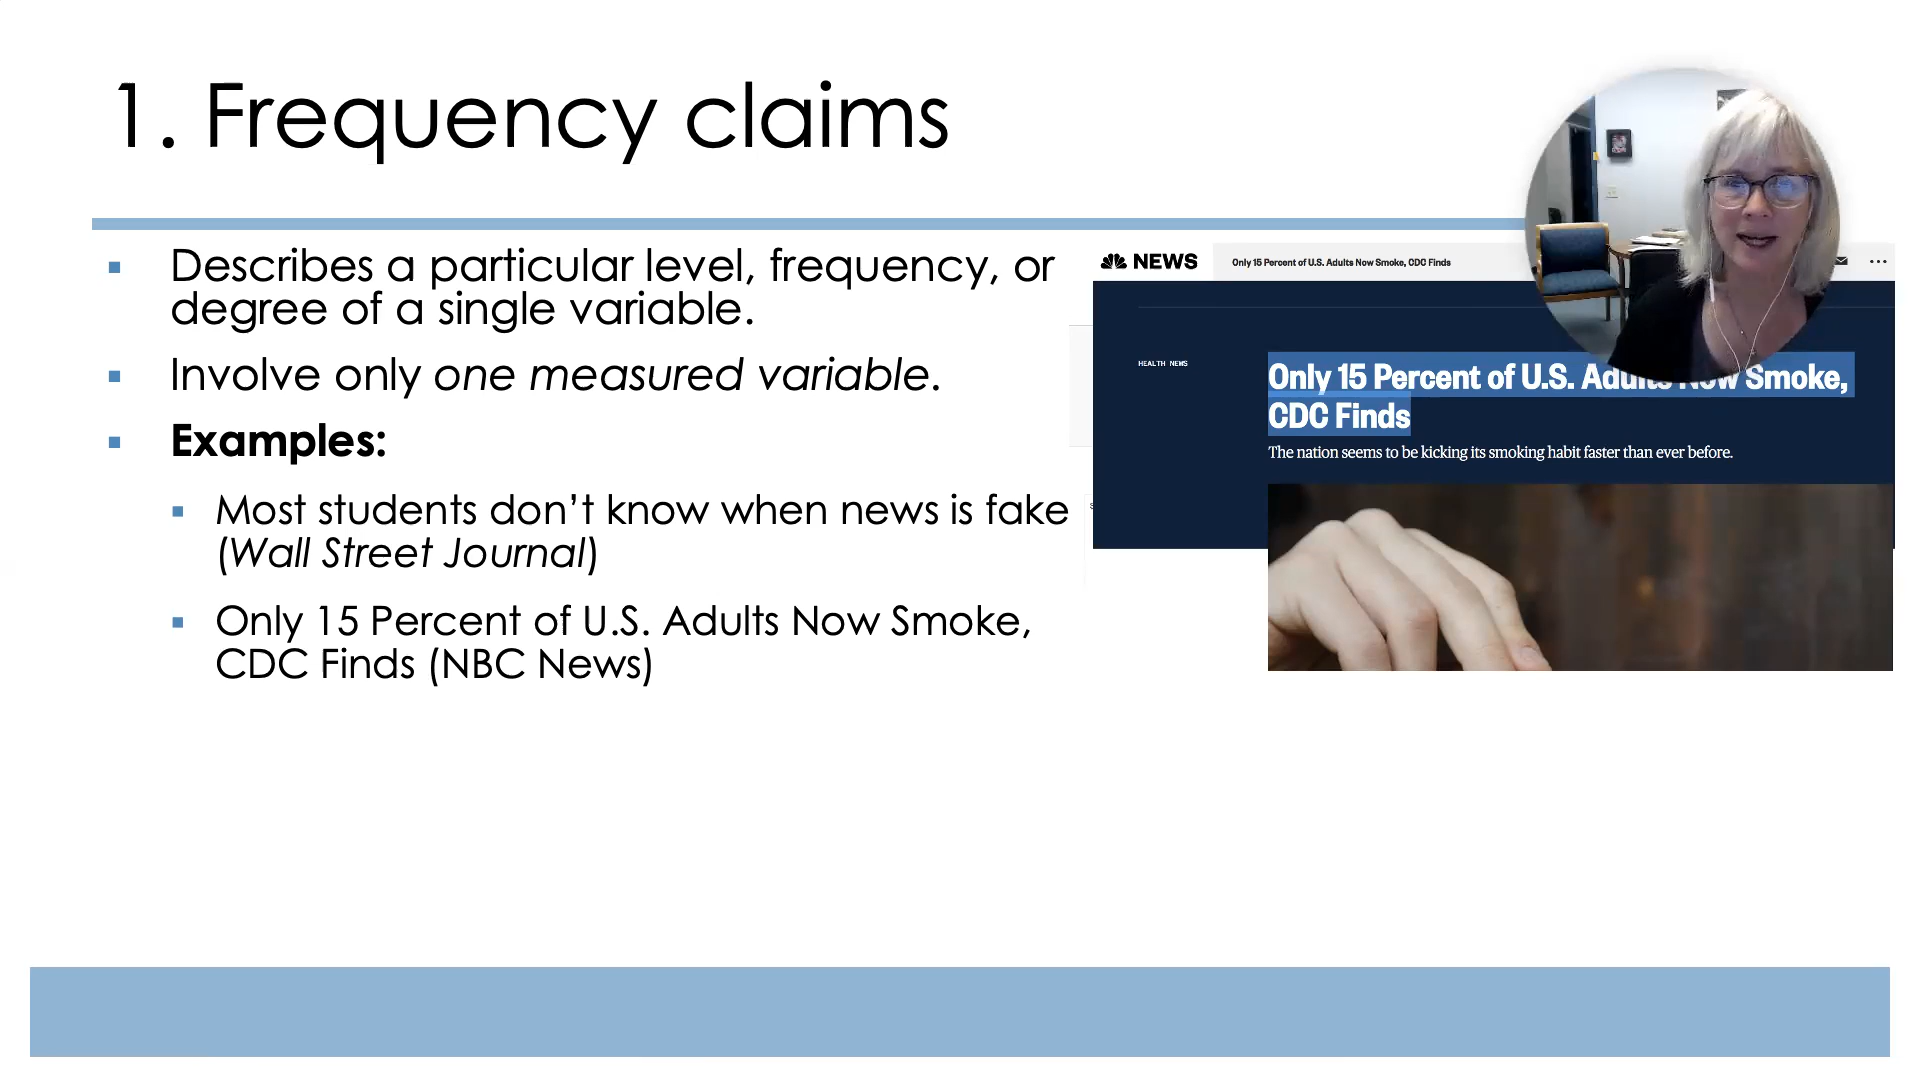 1. Frequency claims
Describes a particular level, frequency, or
degree of a single variable.
Involve only one measured variable.
Examples:
Most students don’t know when news is fake
(Wall Street Journal)
Only 15 Percent of U.S. Adults Now Smoke,
CDC Finds (NBC News)
NEWS
Only 15 Percent of U.S. Adults Now Smoke, CDC Finds
HEALTH NEWS
Only 15 Percent of U.S. Adults Now Smoke,
CDC Finds
The nation seems to be kicking its smoking habit faster than ever before.